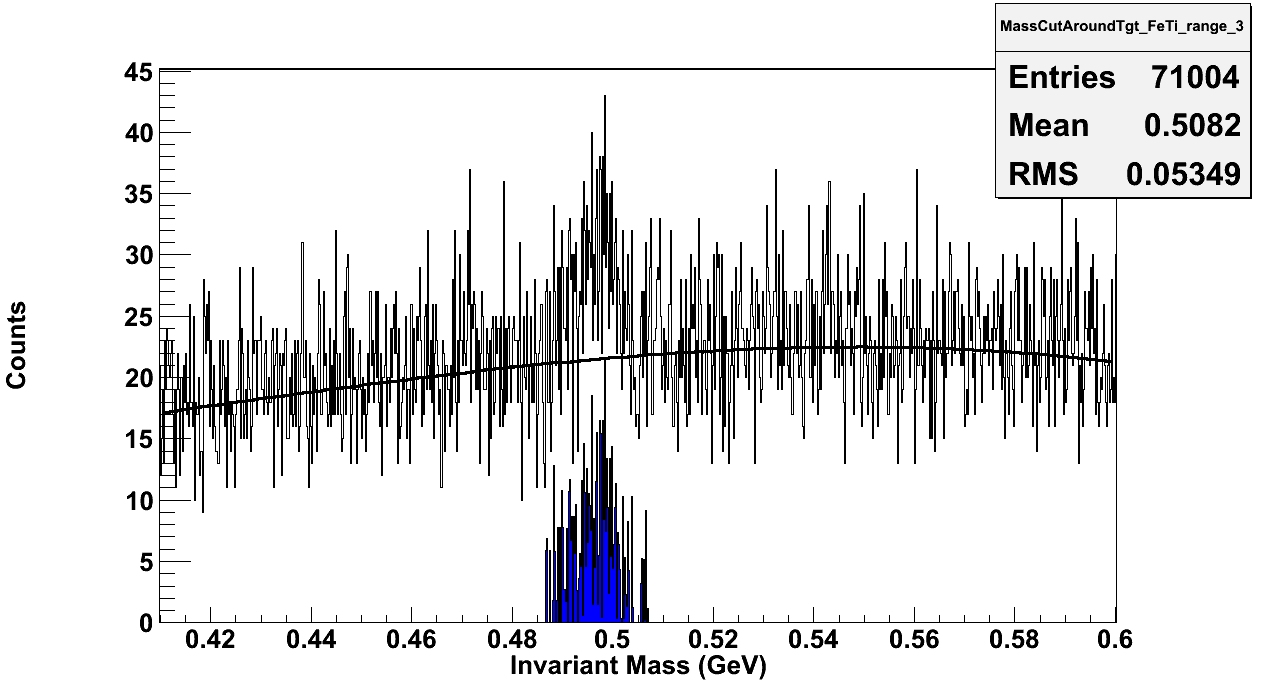 MassCutAroundTgt_FeTi_range_3
Entries 71004
Mean 0.5082
RMS 0.05349
Counts
45
40
35
30
25
20
15
10
5
0
0.42 0.44 0.46 0.48 0.5 0.52 0.54 0.56 0.58 0.6
Invariant Mass (GeV)